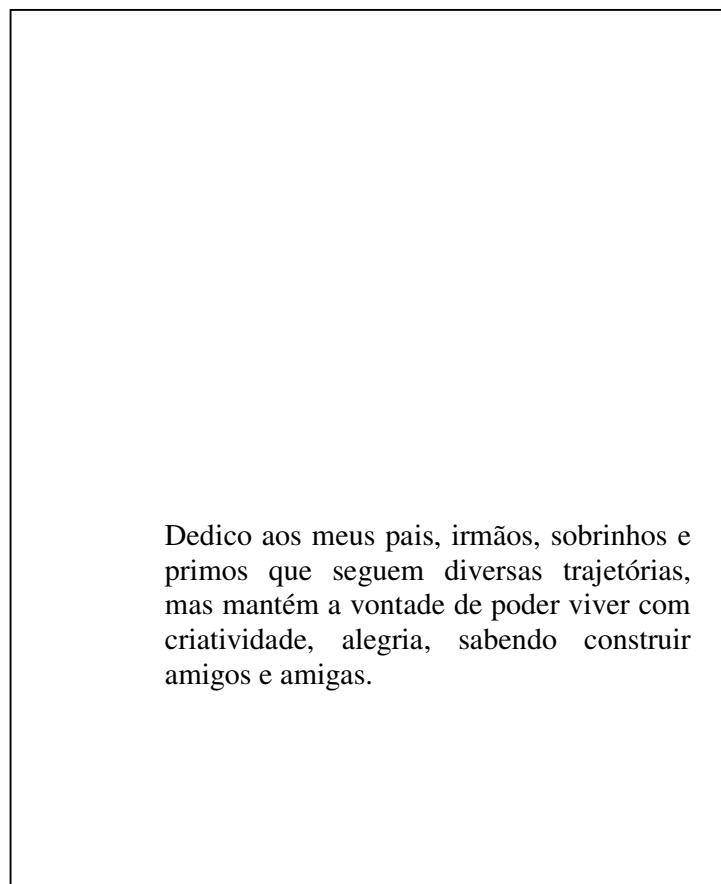 Dedico aos meus pais, irmãos, sobrinhos e
primos que seguem diversas trajetórias,
mas mantém a vontade de poder viver com
criatividade, alegria, sabendo construir
amigos e amigas.